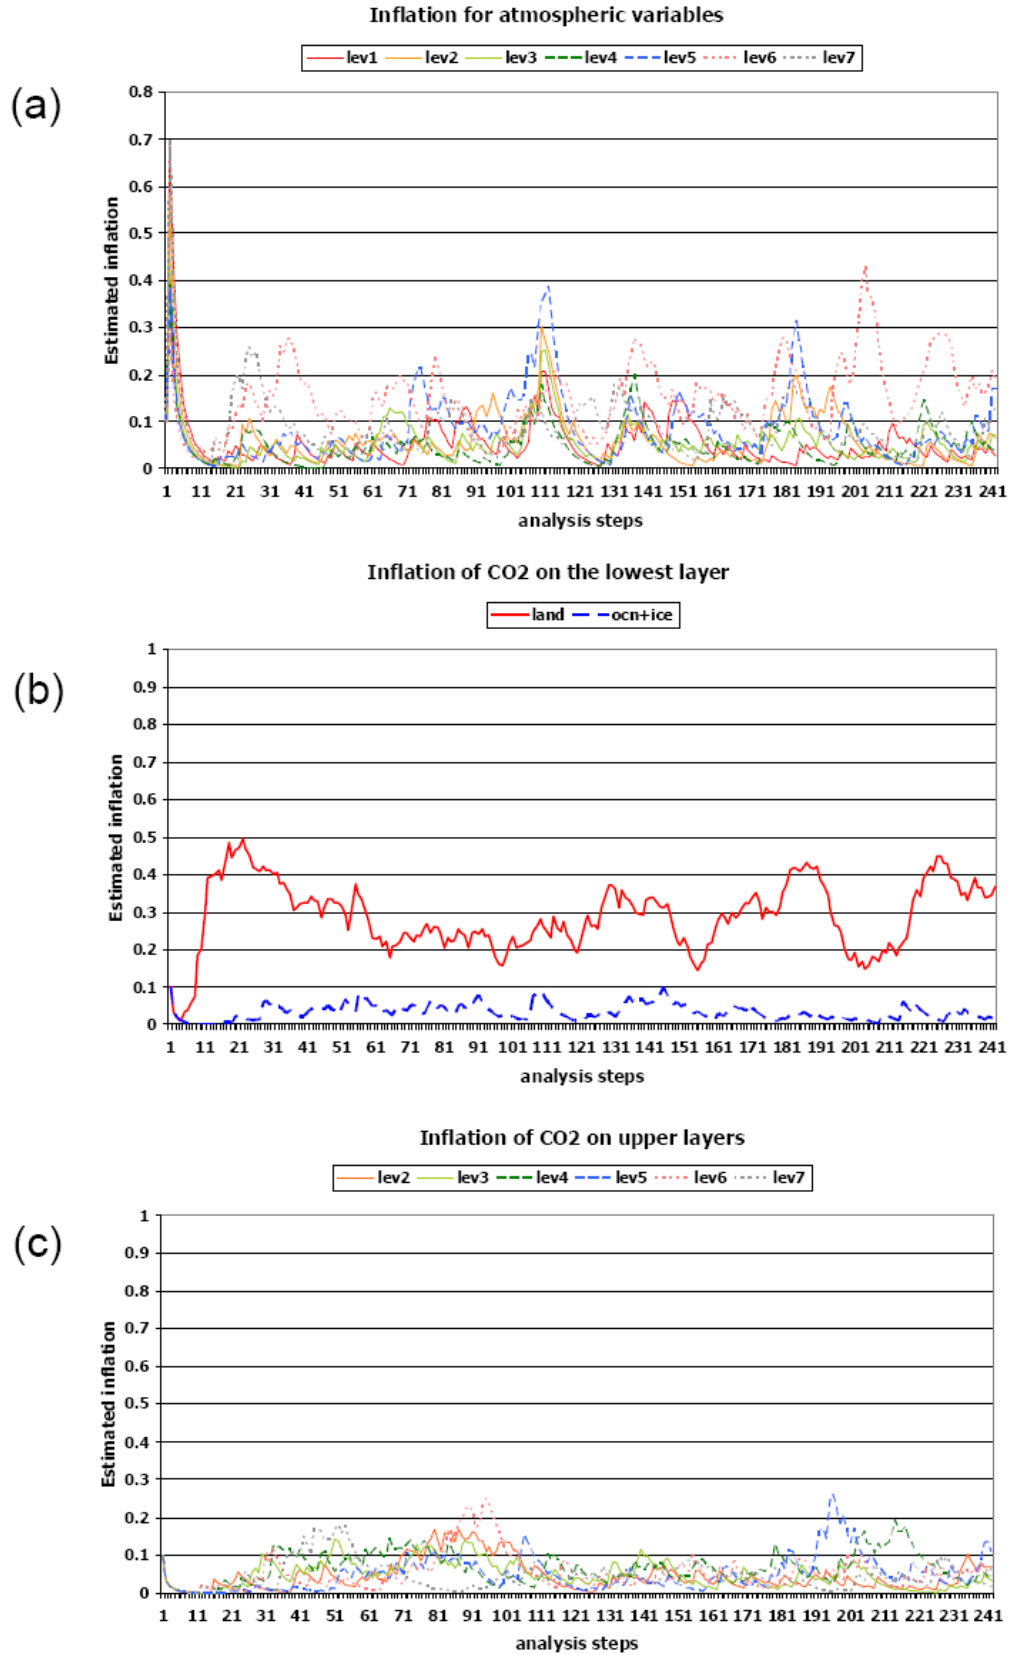 Inflation for atmospheric variables
lev1 lev2 lev3 lev4 lev5 lev6 lev7
(a)
0.8
0.7
0.6
0.5
0.4
0.3
0.2
0.1
0
Estimated inflation
1 11 21 31 41 51 61 71 81 91 101 111 121 131 141 151 161 171 181 191 201 211 221 231 241
analysis steps
Inflation of CO2 on the lowest layer
land ocn+ice
(b)
1
0.9
0.8
0.7
0.6
0.5
0.4
0.3
0.2
0.1
0
Estimated inflation
1 11 21 31 41 51 61 71 81 91 101 111 121 131 141 151 161 171 181 191 201 211 221 231 241
analysis steps
Inflation of CO2 on upper layers
lev2 lev3 lev4 lev5 lev6 lev7
(c)
1
0.9
0.8
0.7
0.6
0.5
0.4
0.3
0.2
0.1
0
Estimated inflation
1 11 21 31 41 51 61 71 81 91 101 111 121 131 141 151 161 171 181 191 201 211 221 231 241
analysis steps